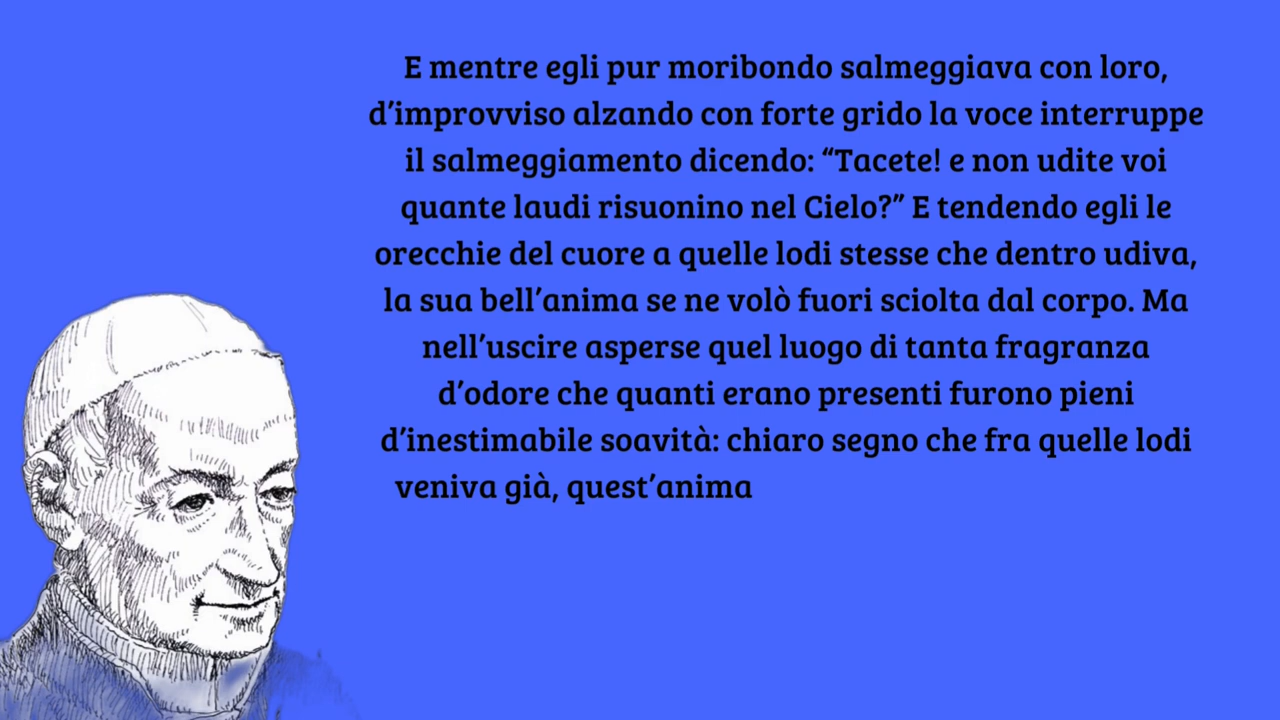 E mentre egli pur moribondo salmeggiava con loro,
d’improvviso alzando con forte grido la voce interruppe
il salmeggiamento dicendo: “Tacete! e non udite voi
quante laudi risuonino nel Cielo?” E tendendo egli le
orecchie del cuore a quelle lodi stesse che dentro udiva,
la sua bell’anima se ne volò fuori sciolta dal corpo. Ma
nell’uscire asperse quel luogo di tanta fragranza
d’odore che quanti erano presenti furono pieni
d’inestimabile soavità: chiaro segno che fra quelle lodi
veniva già, quest’anima